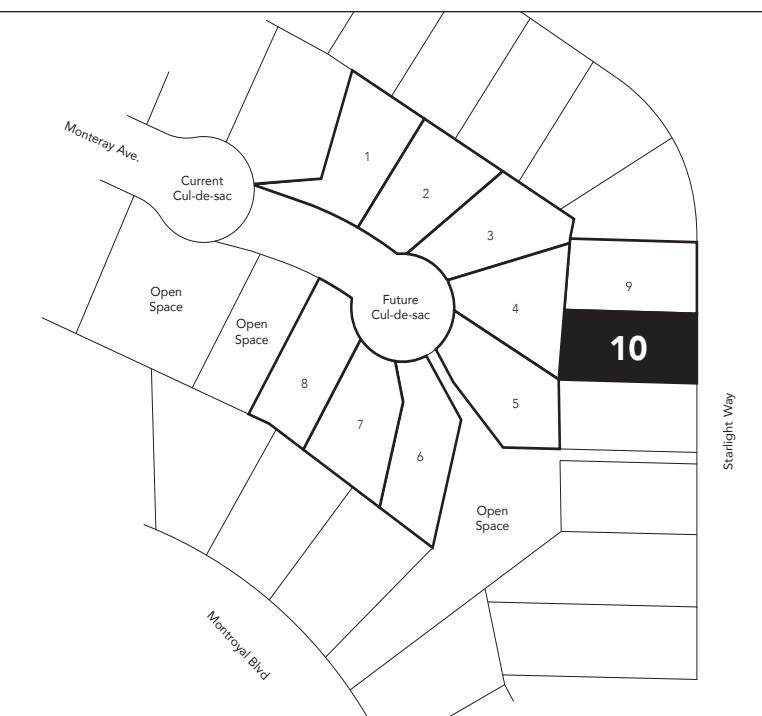 Monteray Ave.
Current
Cul-de-sac
1
2
3
Open
Space
Open
Space
Future
Cul-de-sac
4
9
10
8
7
6
5
Open
Space
Starlight Way
Montroyal Blvd